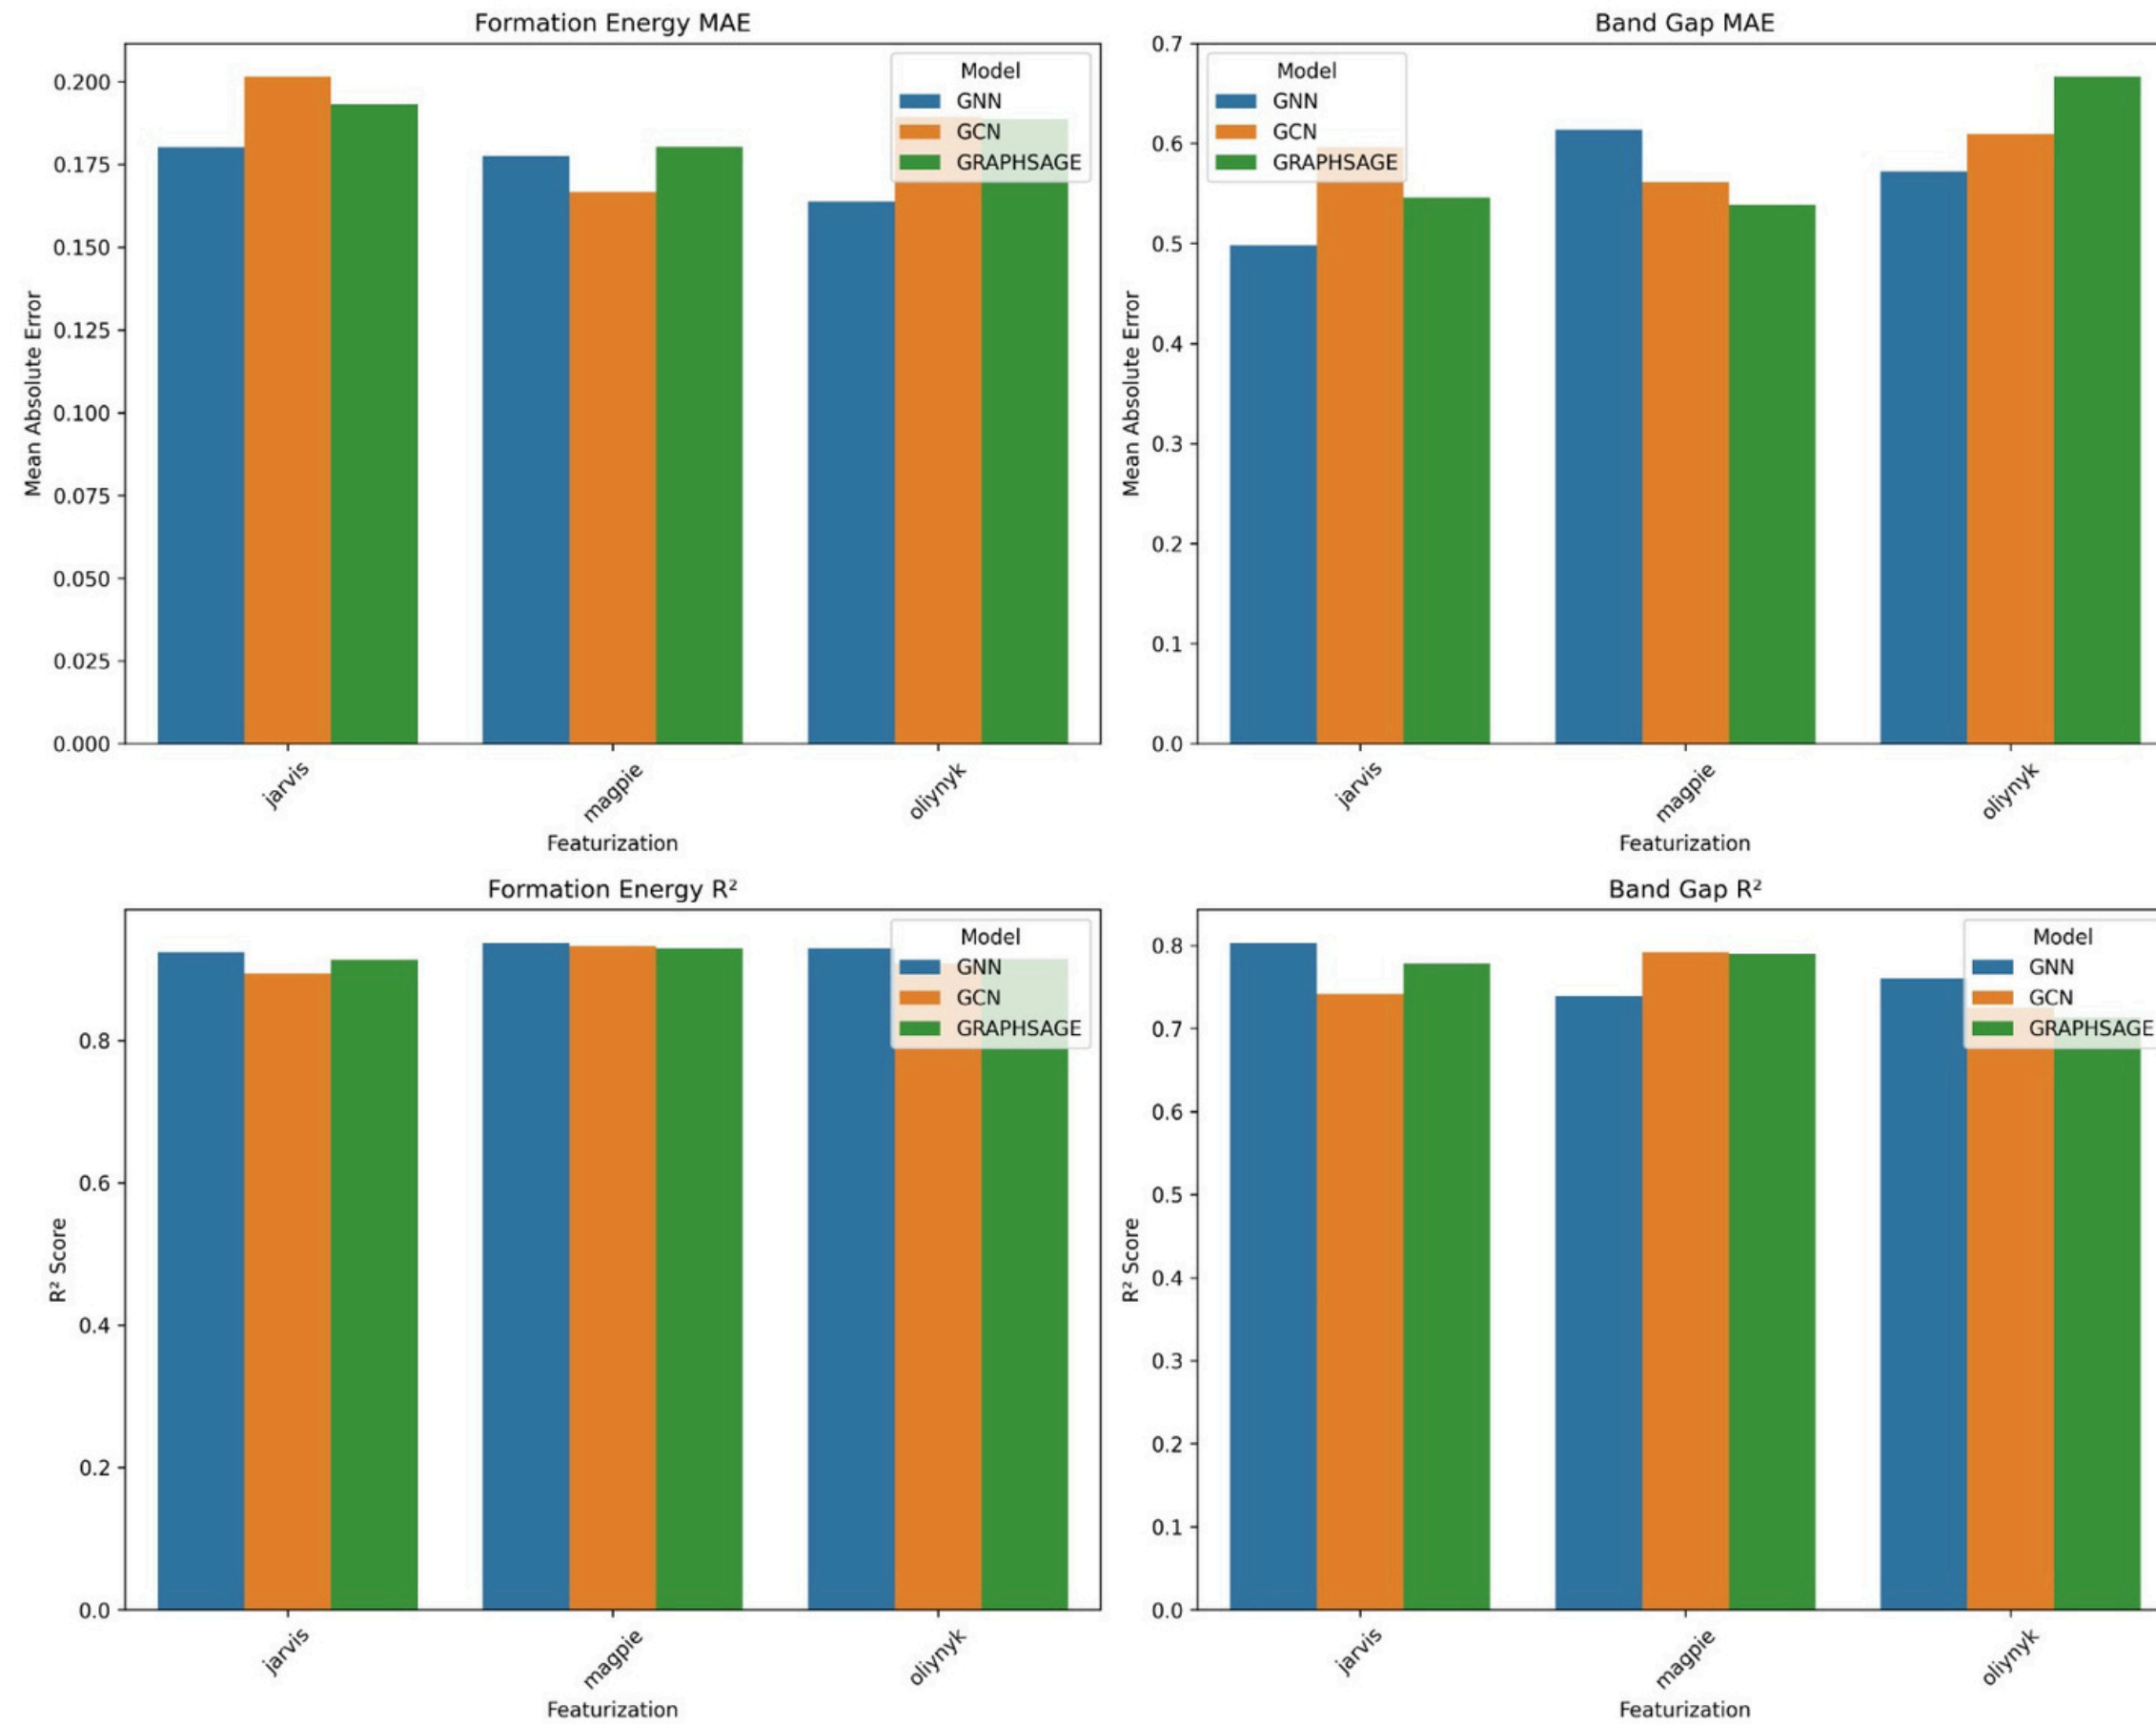 Formation Energy MAE
Mean Absolute Error
0.200
0.175
0.150
0.125
0.100
0.075
0.050
0.025
0.000
Model
GNN
GCN
GRAPHSAGE
jarvis
magpie
oliynyk
Featurization
Band Gap MAE
Mean Absolute Error
0.7
0.6
0.5
0.4
0.3
0.2
0.1
0.0
Model
GNN
GCN
GRAPHSAGE
jarvis
magpie
oliynyk
Featurization
Formation Energy R²
R² Score
0.8
0.6
0.4
0.2
0.0
Model
GNN
GCN
GRAPHSAGE
jarvis
magpie
oliynyk
Featurization
Band Gap R²
R² Score
0.8
0.7
0.6
0.5
0.4
0.3
0.2
0.1
0.0
Model
GNN
GCN
GRAPHSAGE
jarvis
magpie
oliynyk
Featurization